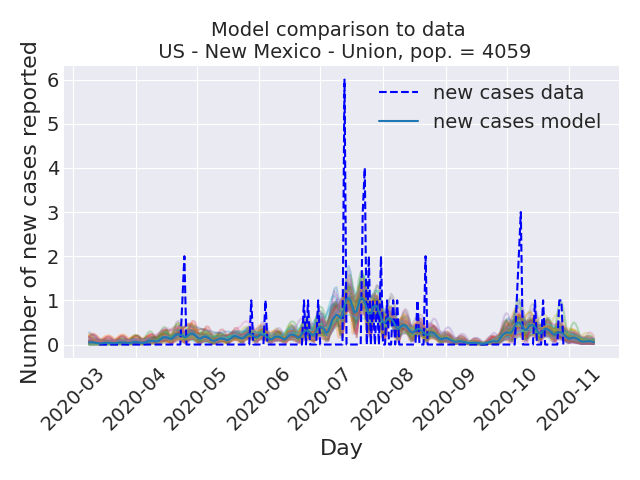 Model comparison to data
US - New Mexico - Union, pop. = 4059
Number of new cases reported
6
5
4
3
2
1
0
new cases data
new cases model
2020-03
2020-04
2020-05
2020-06
2020-07
2020-08
2020-09
2020-10
2020-11
Day